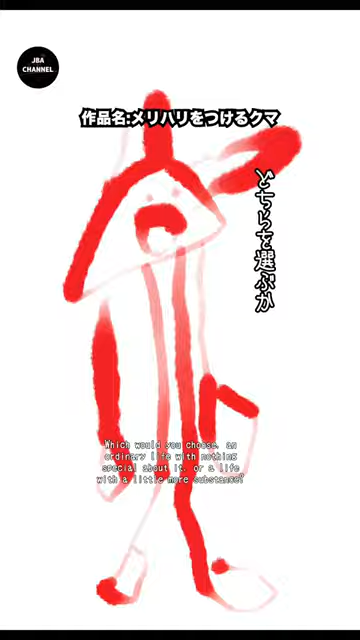 JBA
CHANNEL
作品名:メリハリをつけるクマ
どちらを選ぶか
Which would you choose, an
ordinary life with nothing
special about it, or a life
with a little more substance?